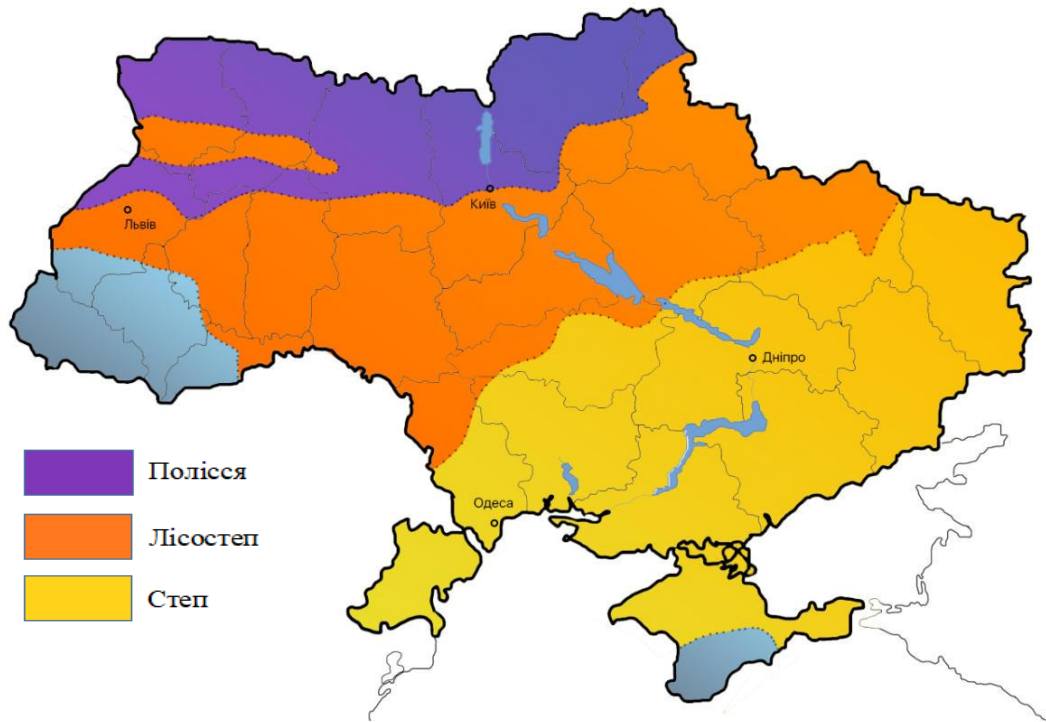 Київ
Львів
Дніпро
Одеса
Полісся
Лісостеп
Степ